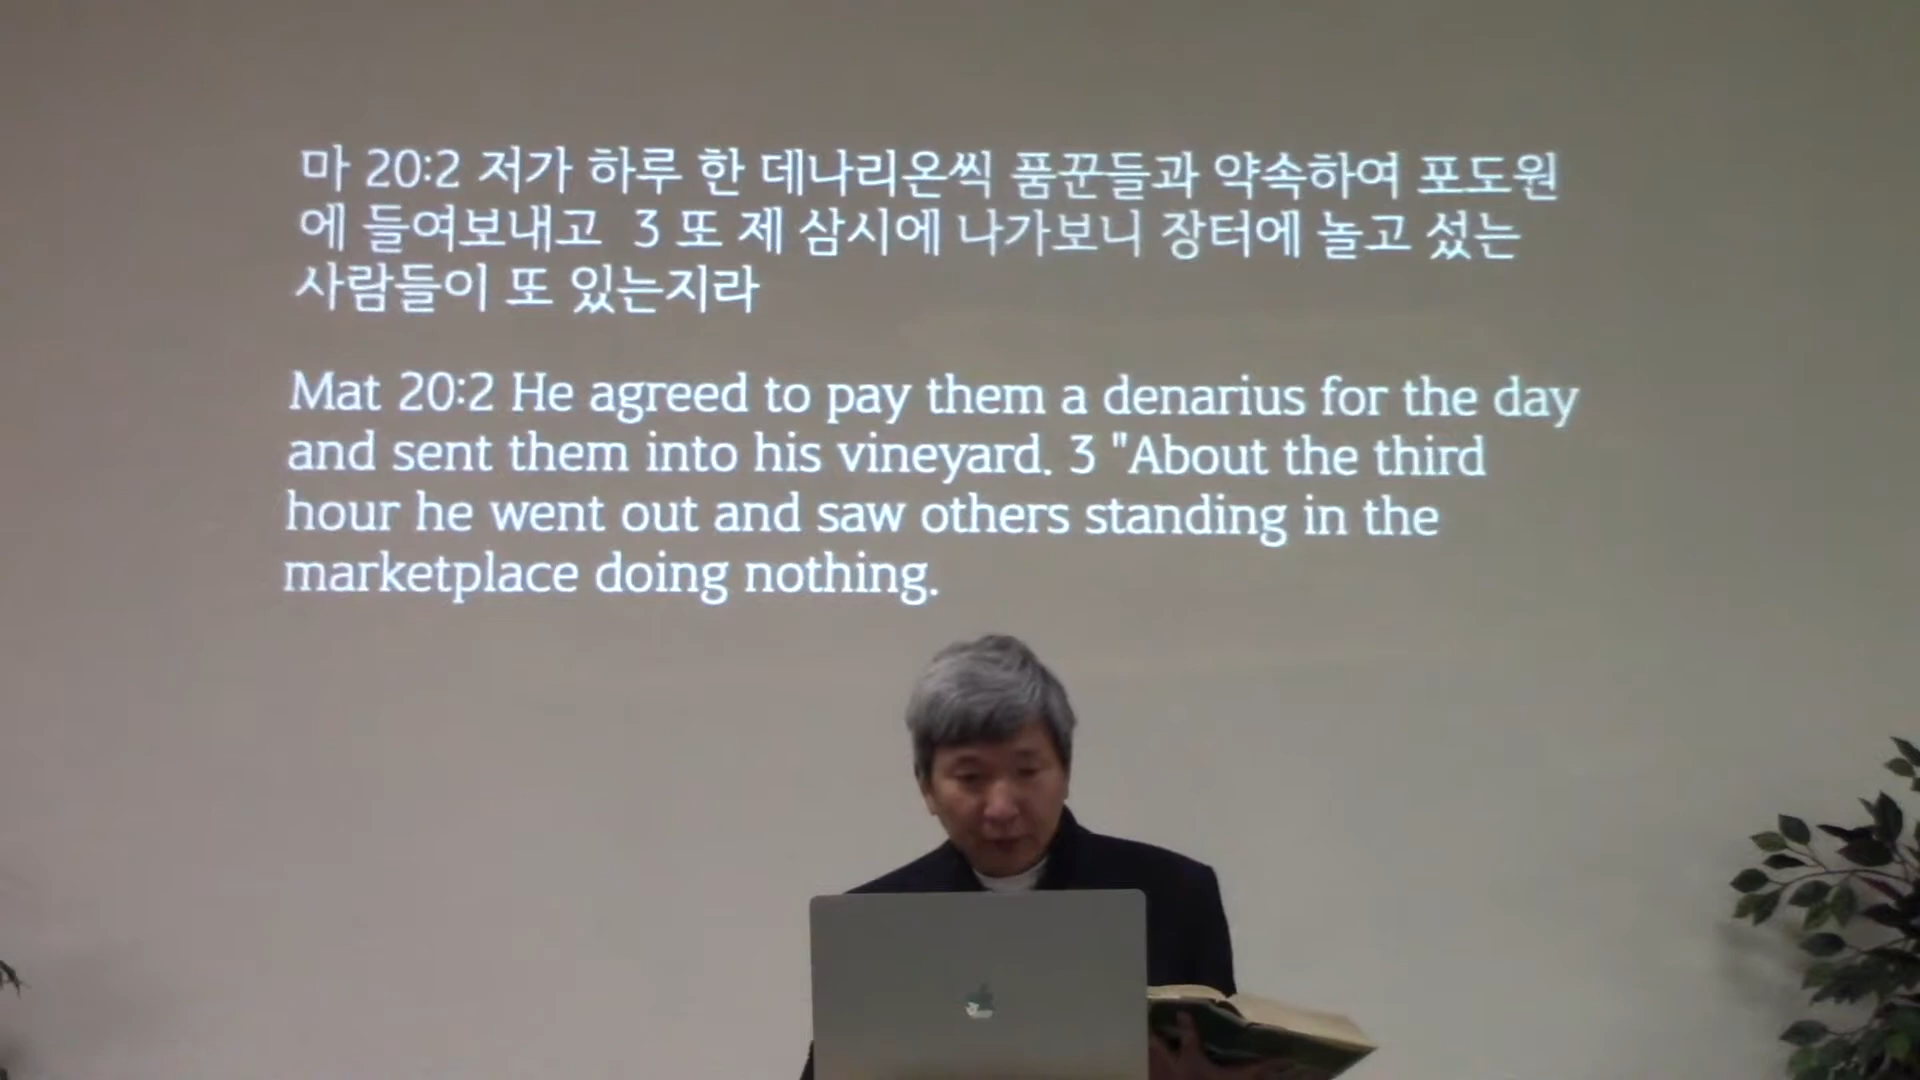 마 20:2 저가 하루 한 데나리온씩 품꾼들과 약속하여 포도원
에 들여보내고 3 또 제 삼시에 나가보니 장터에 놀고 섰는
사람들이 또 있는지라
Mat 20:2 He agreed to pay them a denarius for the day
and sent them into his vineyard. 3 "About the third
hour he went out and saw others standing in the
marketplace doing nothing.